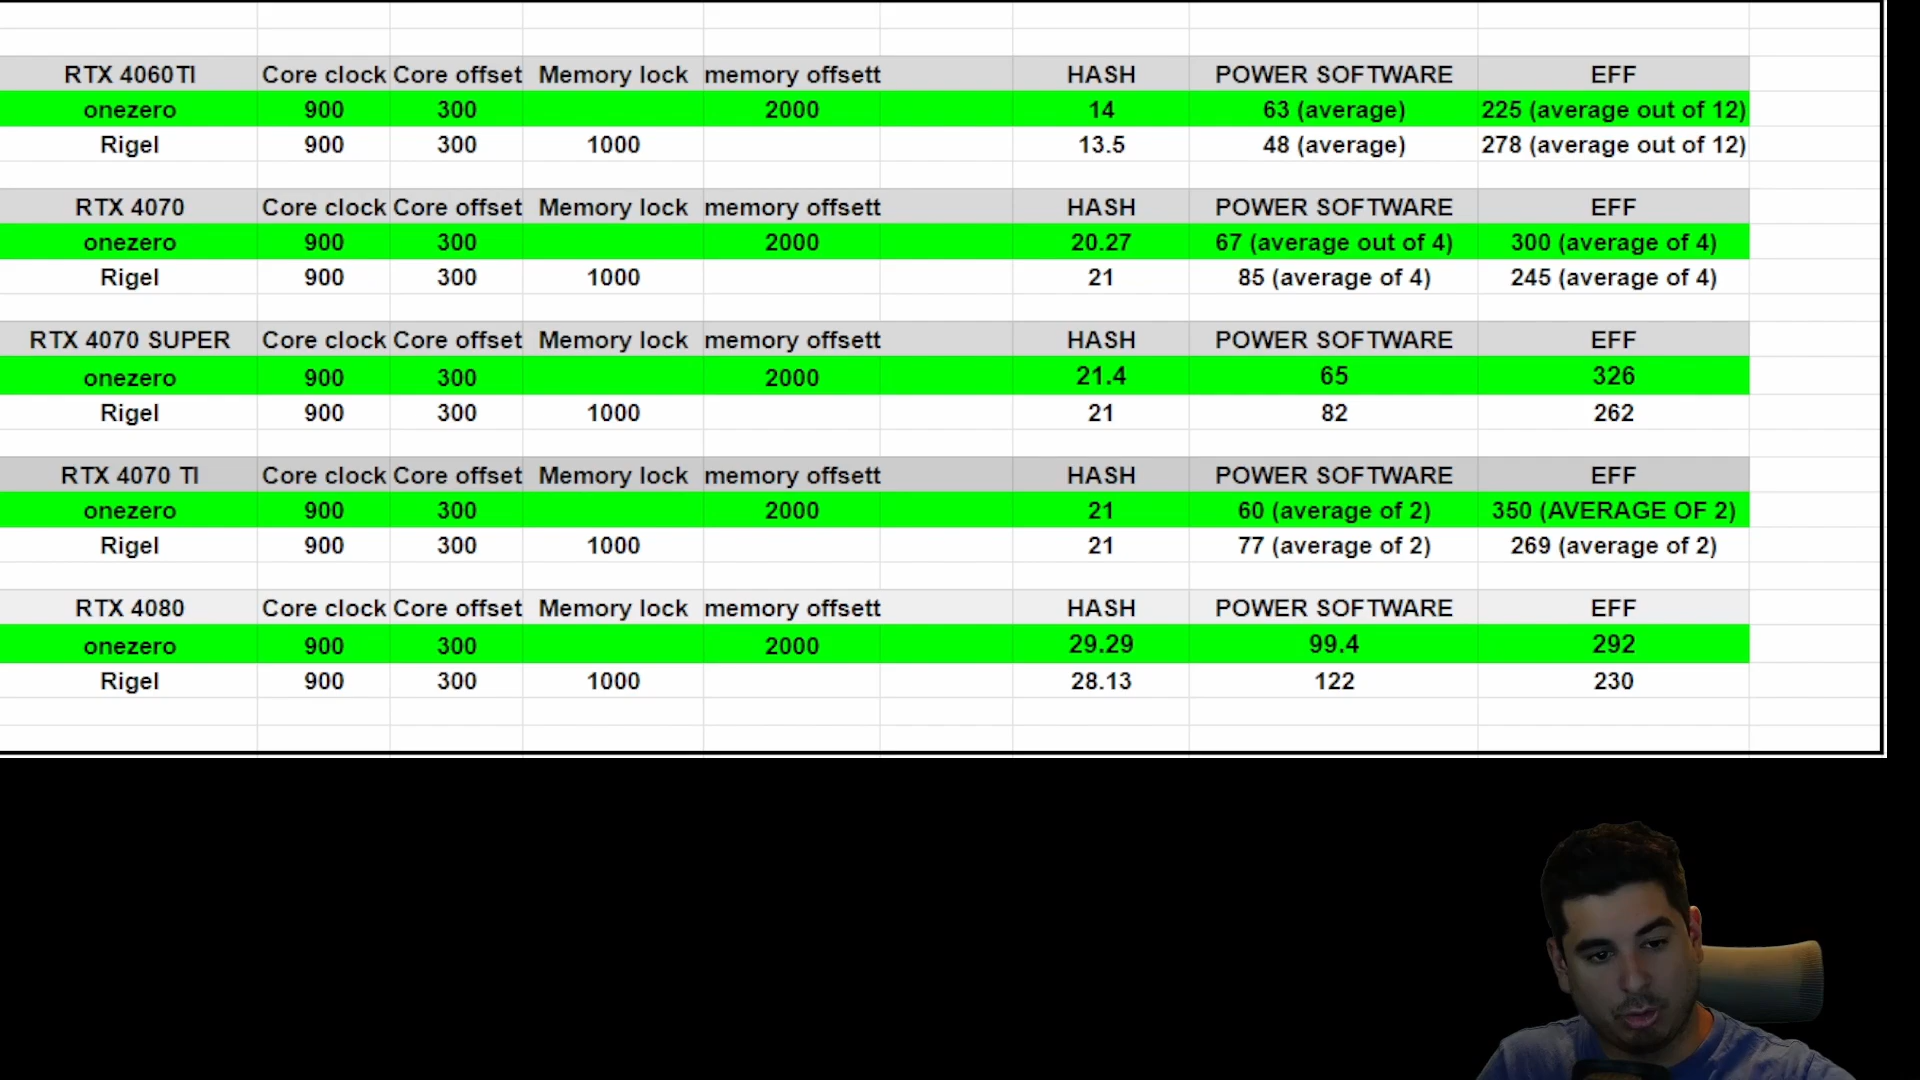 RTX 4060TI Core clock Core offset Memory lock memory offsett HASH POWER SOFTWARE EFF
onezero 900 300 2000 14 63 (average) 225 (average out of 12)
Rigel 900 300 1000 13.5 48 (average) 278 (average out of 12)
RTX 4070 Core clock Core offset Memory lock memory offsett HASH POWER SOFTWARE EFF
onezero 900 300 2000 20.27 67 (average out of 4) 300 (average of 4)
Rigel 900 300 1000 21 85 (average of 4) 245 (average of 4)
RTX 4070 SUPER Core clock Core offset Memory lock memory offsett HASH POWER SOFTWARE EFF
onezero 900 300 2000 21.4 65 326
Rigel 900 300 1000 21 82 262
RTX 4070 TI Core clock Core offset Memory lock memory offsett HASH POWER SOFTWARE EFF
onezero 900 300 2000 21 60 (average of 2) 350 (AVERAGE OF 2)
Rigel 900 300 1000 21 77 (average of 2) 269 (average of 2)
RTX 4080 Core clock Core offset Memory lock memory offsett HASH POWER SOFTWARE EFF
onezero 900 300 2000 29.29 99.4 292
Rigel 900 300 1000 28.13 122 230